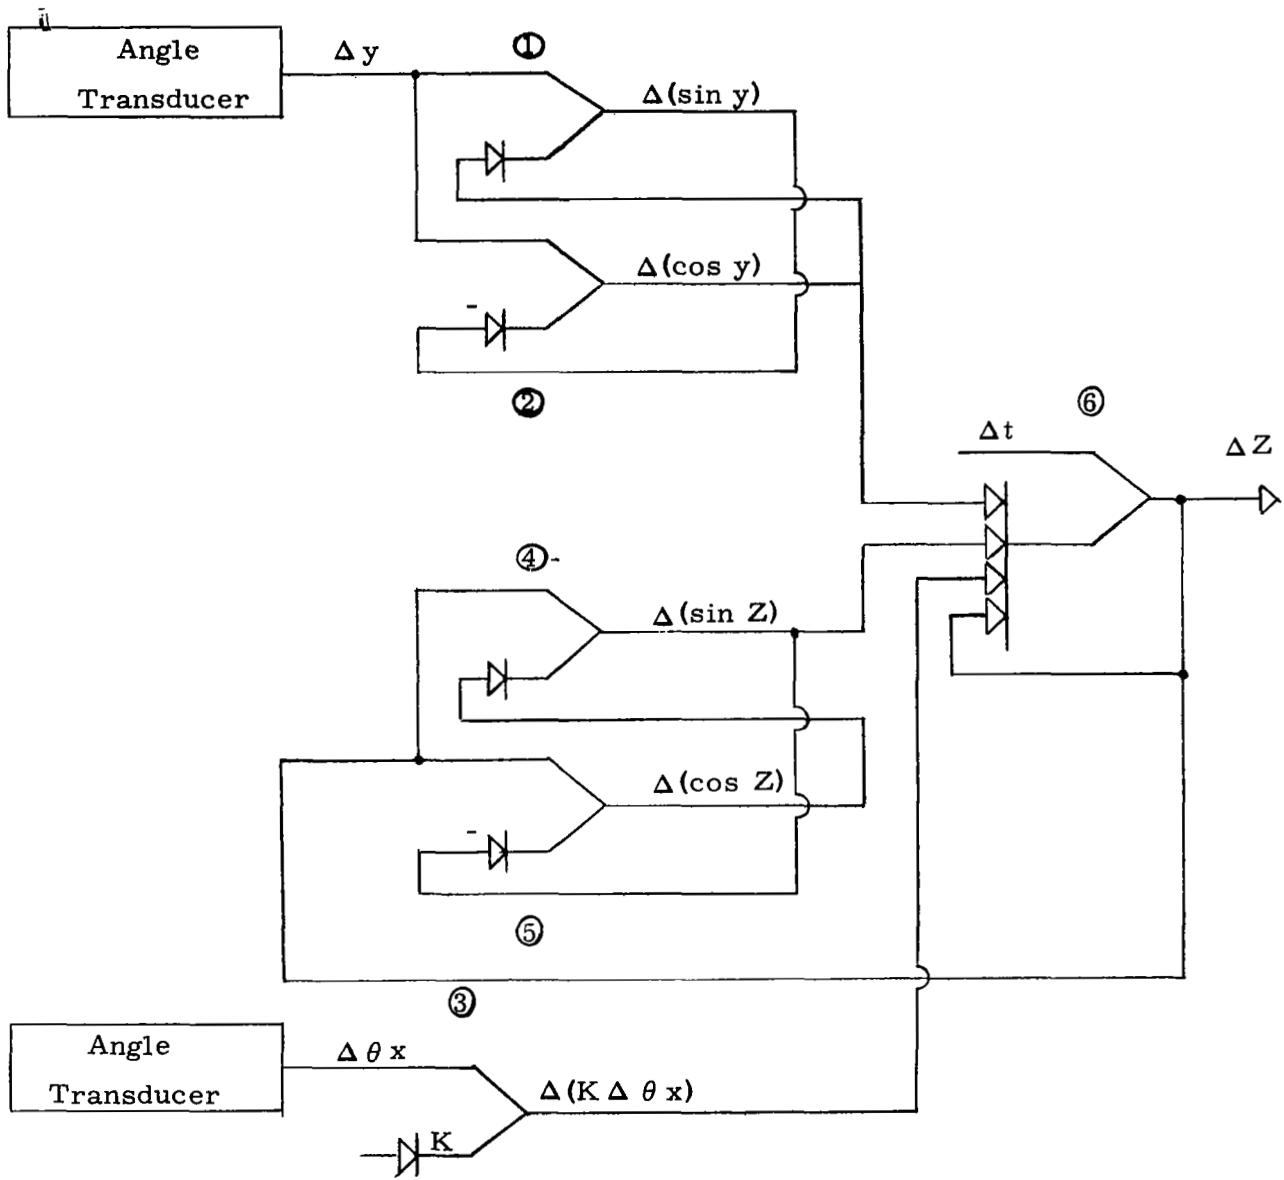 Angle
Transducer
Δ y
①
Δ(sin y)
Δ(cos y)
-
②
⑥
Δ t
Δ Z
④-
Δ(sin Z)
Δ(cos Z)
-
⑤
③
Angle
Transducer
Δ θ x
Δ(K Δ θ x)
K